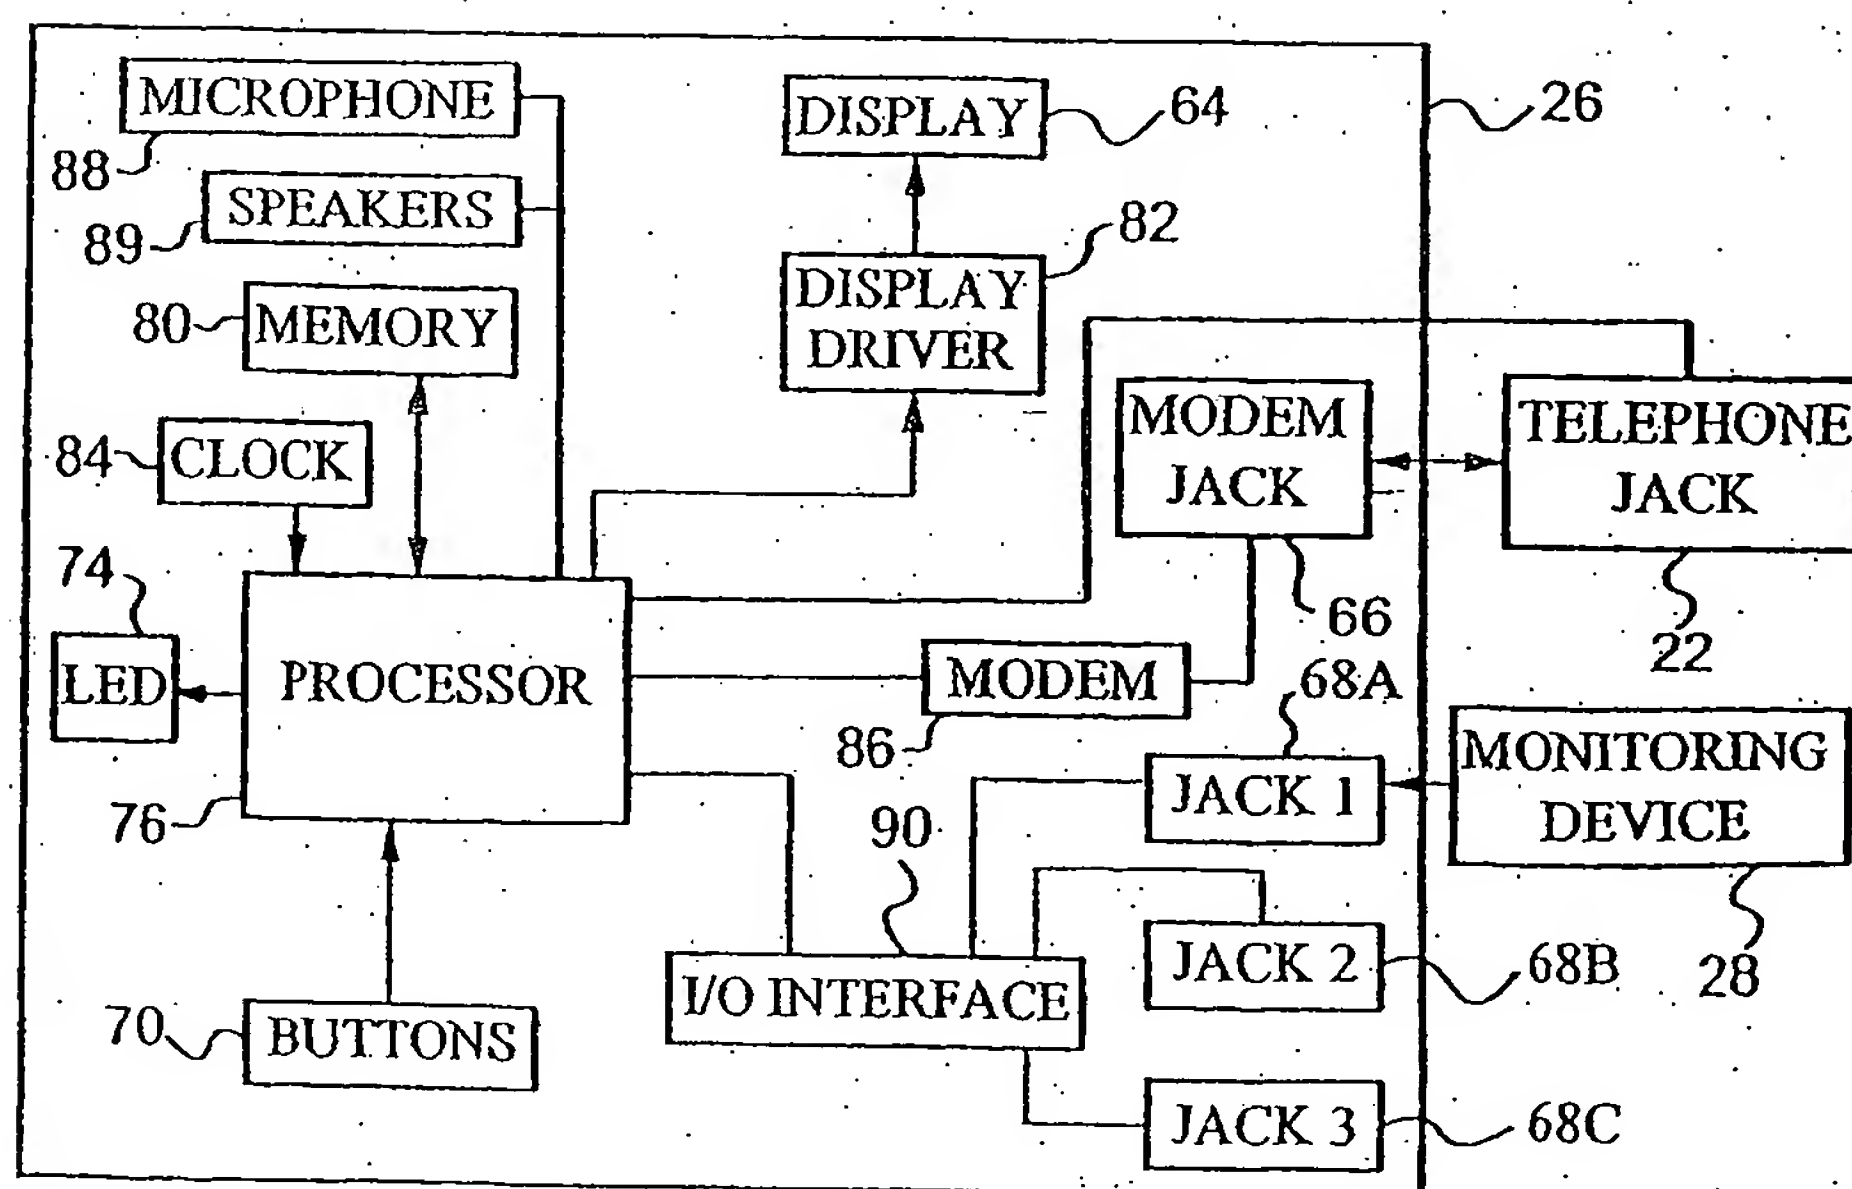 MICROPHONE
88
SPEAKERS
89
80
MEMORY
84
CLOCK
74
LED
PROCESSOR
76
70
BUTTONS
DISPLAY
64
26
82
DISPLAY
DRIVER
MODEM
JACK
66
TELEPHONE
JACK
22
MODEM
86
68A
JACK 1
MONITORING
DEVICE
28
90
I/O INTERFACE
JACK 2
68B
JACK 3
68C